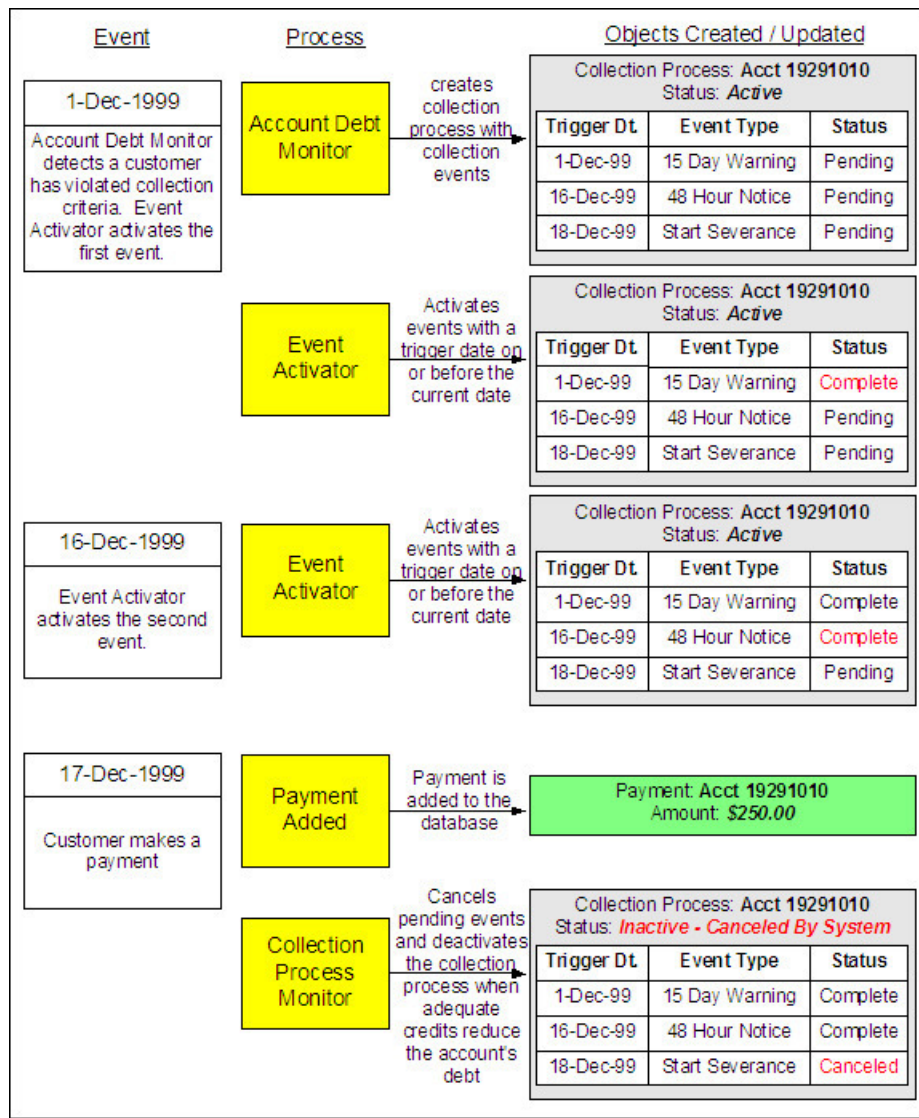 Event
Process
Objects Created / Updated
1-Dec-1999
Account Debt Monitor
detects a customer
has violated collection
criteria. Event
Activator activates the
first event.
Account Debt
Monitor
creates
collection
process with
collection
events
Collection Process: Acct 19291010
Status: Active
Trigger Dt. Event Type Status
1-Dec-99 15 Day Warning Pending
16-Dec-99 48 Hour Notice Pending
18-Dec-99 Start Severance Pending
Event
Activator
Activates
events with a
trigger date on
or before the
current date
Collection Process: Acct 19291010
Status: Active
Trigger Dt. Event Type Status
1-Dec-99 15 Day Warning Complete
16-Dec-99 48 Hour Notice Pending
18-Dec-99 Start Severance Pending
16-Dec-1999
Event Activator
activates the second
event.
Event
Activator
Activates
events with a
trigger date on
or before the
current date
Collection Process: Acct 19291010
Status: Active
Trigger Dt. Event Type Status
1-Dec-99 15 Day Warning Complete
16-Dec-99 48 Hour Notice Complete
18-Dec-99 Start Severance Pending
17-Dec-1999
Customer makes a
payment
Payment
Added
Payment is
added to the
database
Payment: Acct 19291010
Amount: $250.00
Collection
Process
Monitor
Cancels
pending events
and deactivates
the collection
process when
adequate
credits reduce
the account's
debt
Collection Process: Acct 19291010
Status: Inactive - Canceled By System
Trigger Dt. Event Type Status
1-Dec-99 15 Day Warning Complete
16-Dec-99 48 Hour Notice Complete
18-Dec-99 Start Severance Canceled